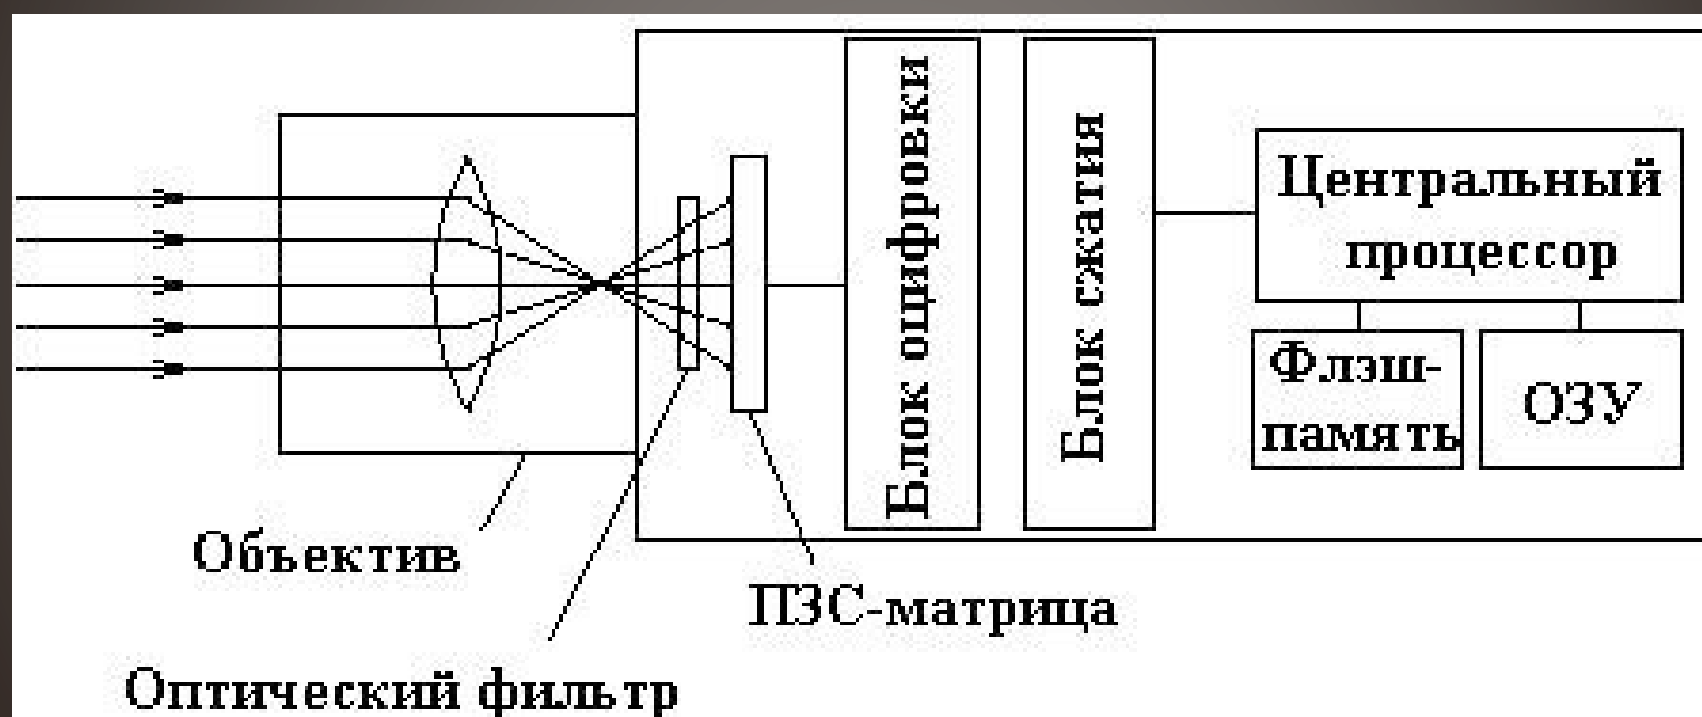 Блок оцифровки
Блок сжатия
Центральный
процессор
Флэш-
память
ОЗУ
Объектив
ПЗС-матрица
Оптический фильтр